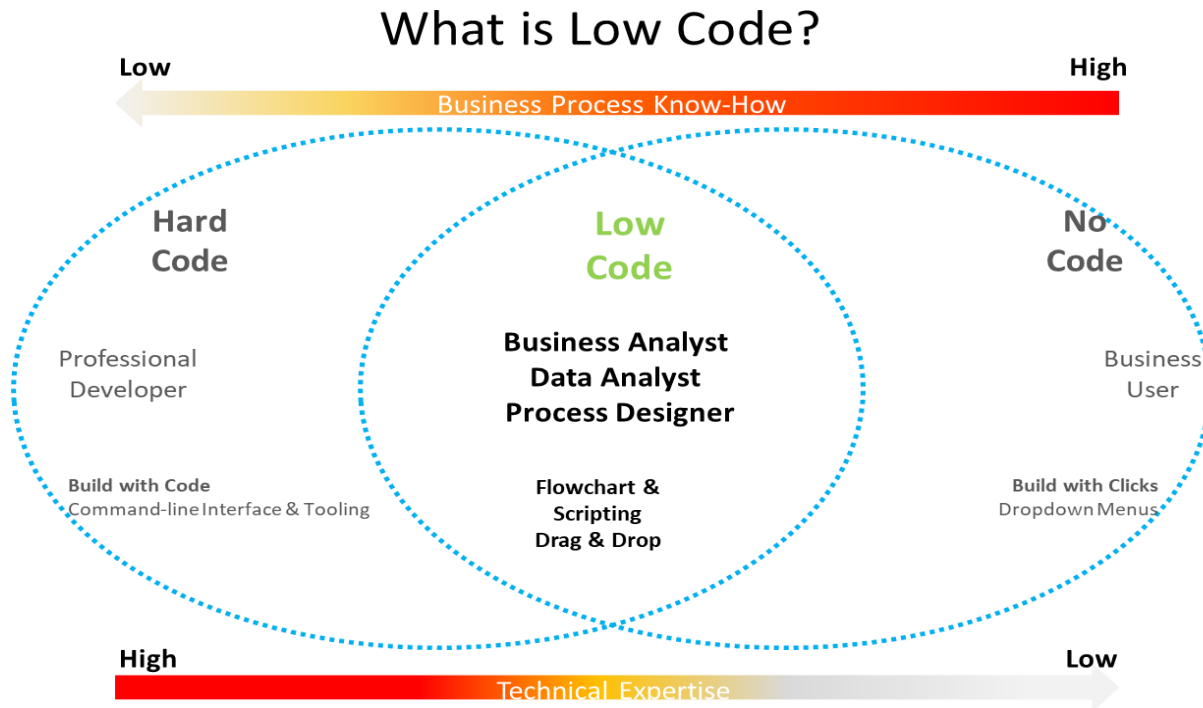 What is Low Code?
Low
High
Business Process Know-How
Hard
Code
Low
Code
No
Code
Professional
Developer
Business Analyst
Data Analyst
Process Designer
Business
User
Build with Code
Command-line Interface & Tooling
Flowchart &
Scripting
Drag & Drop
Build with Clicks
Dropdown Menus
High
Low
Technical Expertise